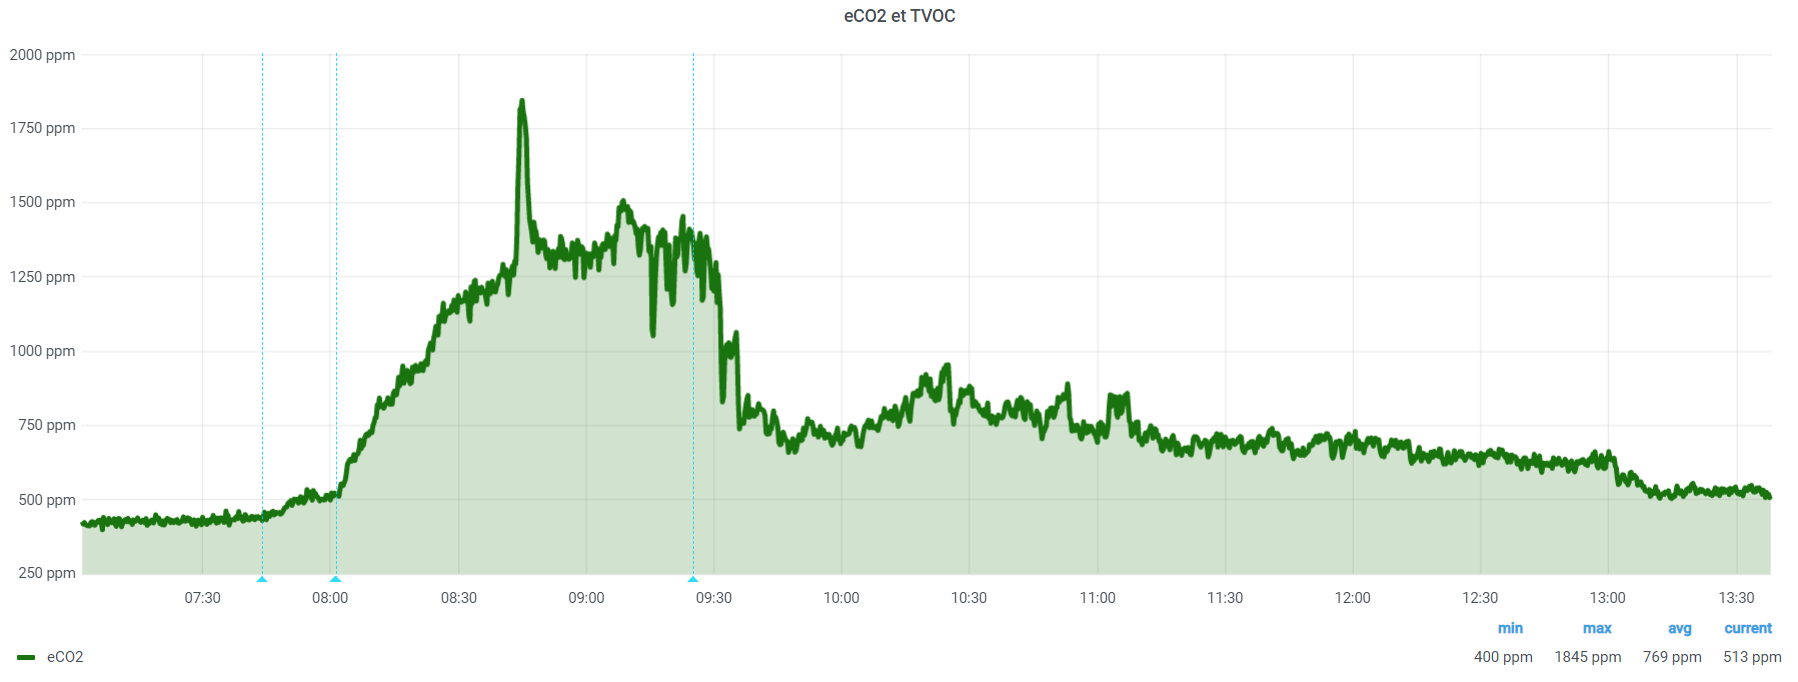 eCO2 et TVOC
2000 ppm
1750 ppm
1500 ppm
1250 ppm
1000 ppm
750 ppm
500 ppm
250 ppm
07:30 08:00 08:30 09:00 09:30 10:00 10:30 11:00 11:30 12:00 12:30 13:00 13:30
min max avg current
eCO2 400 ppm 1845 ppm 769 ppm 513 ppm